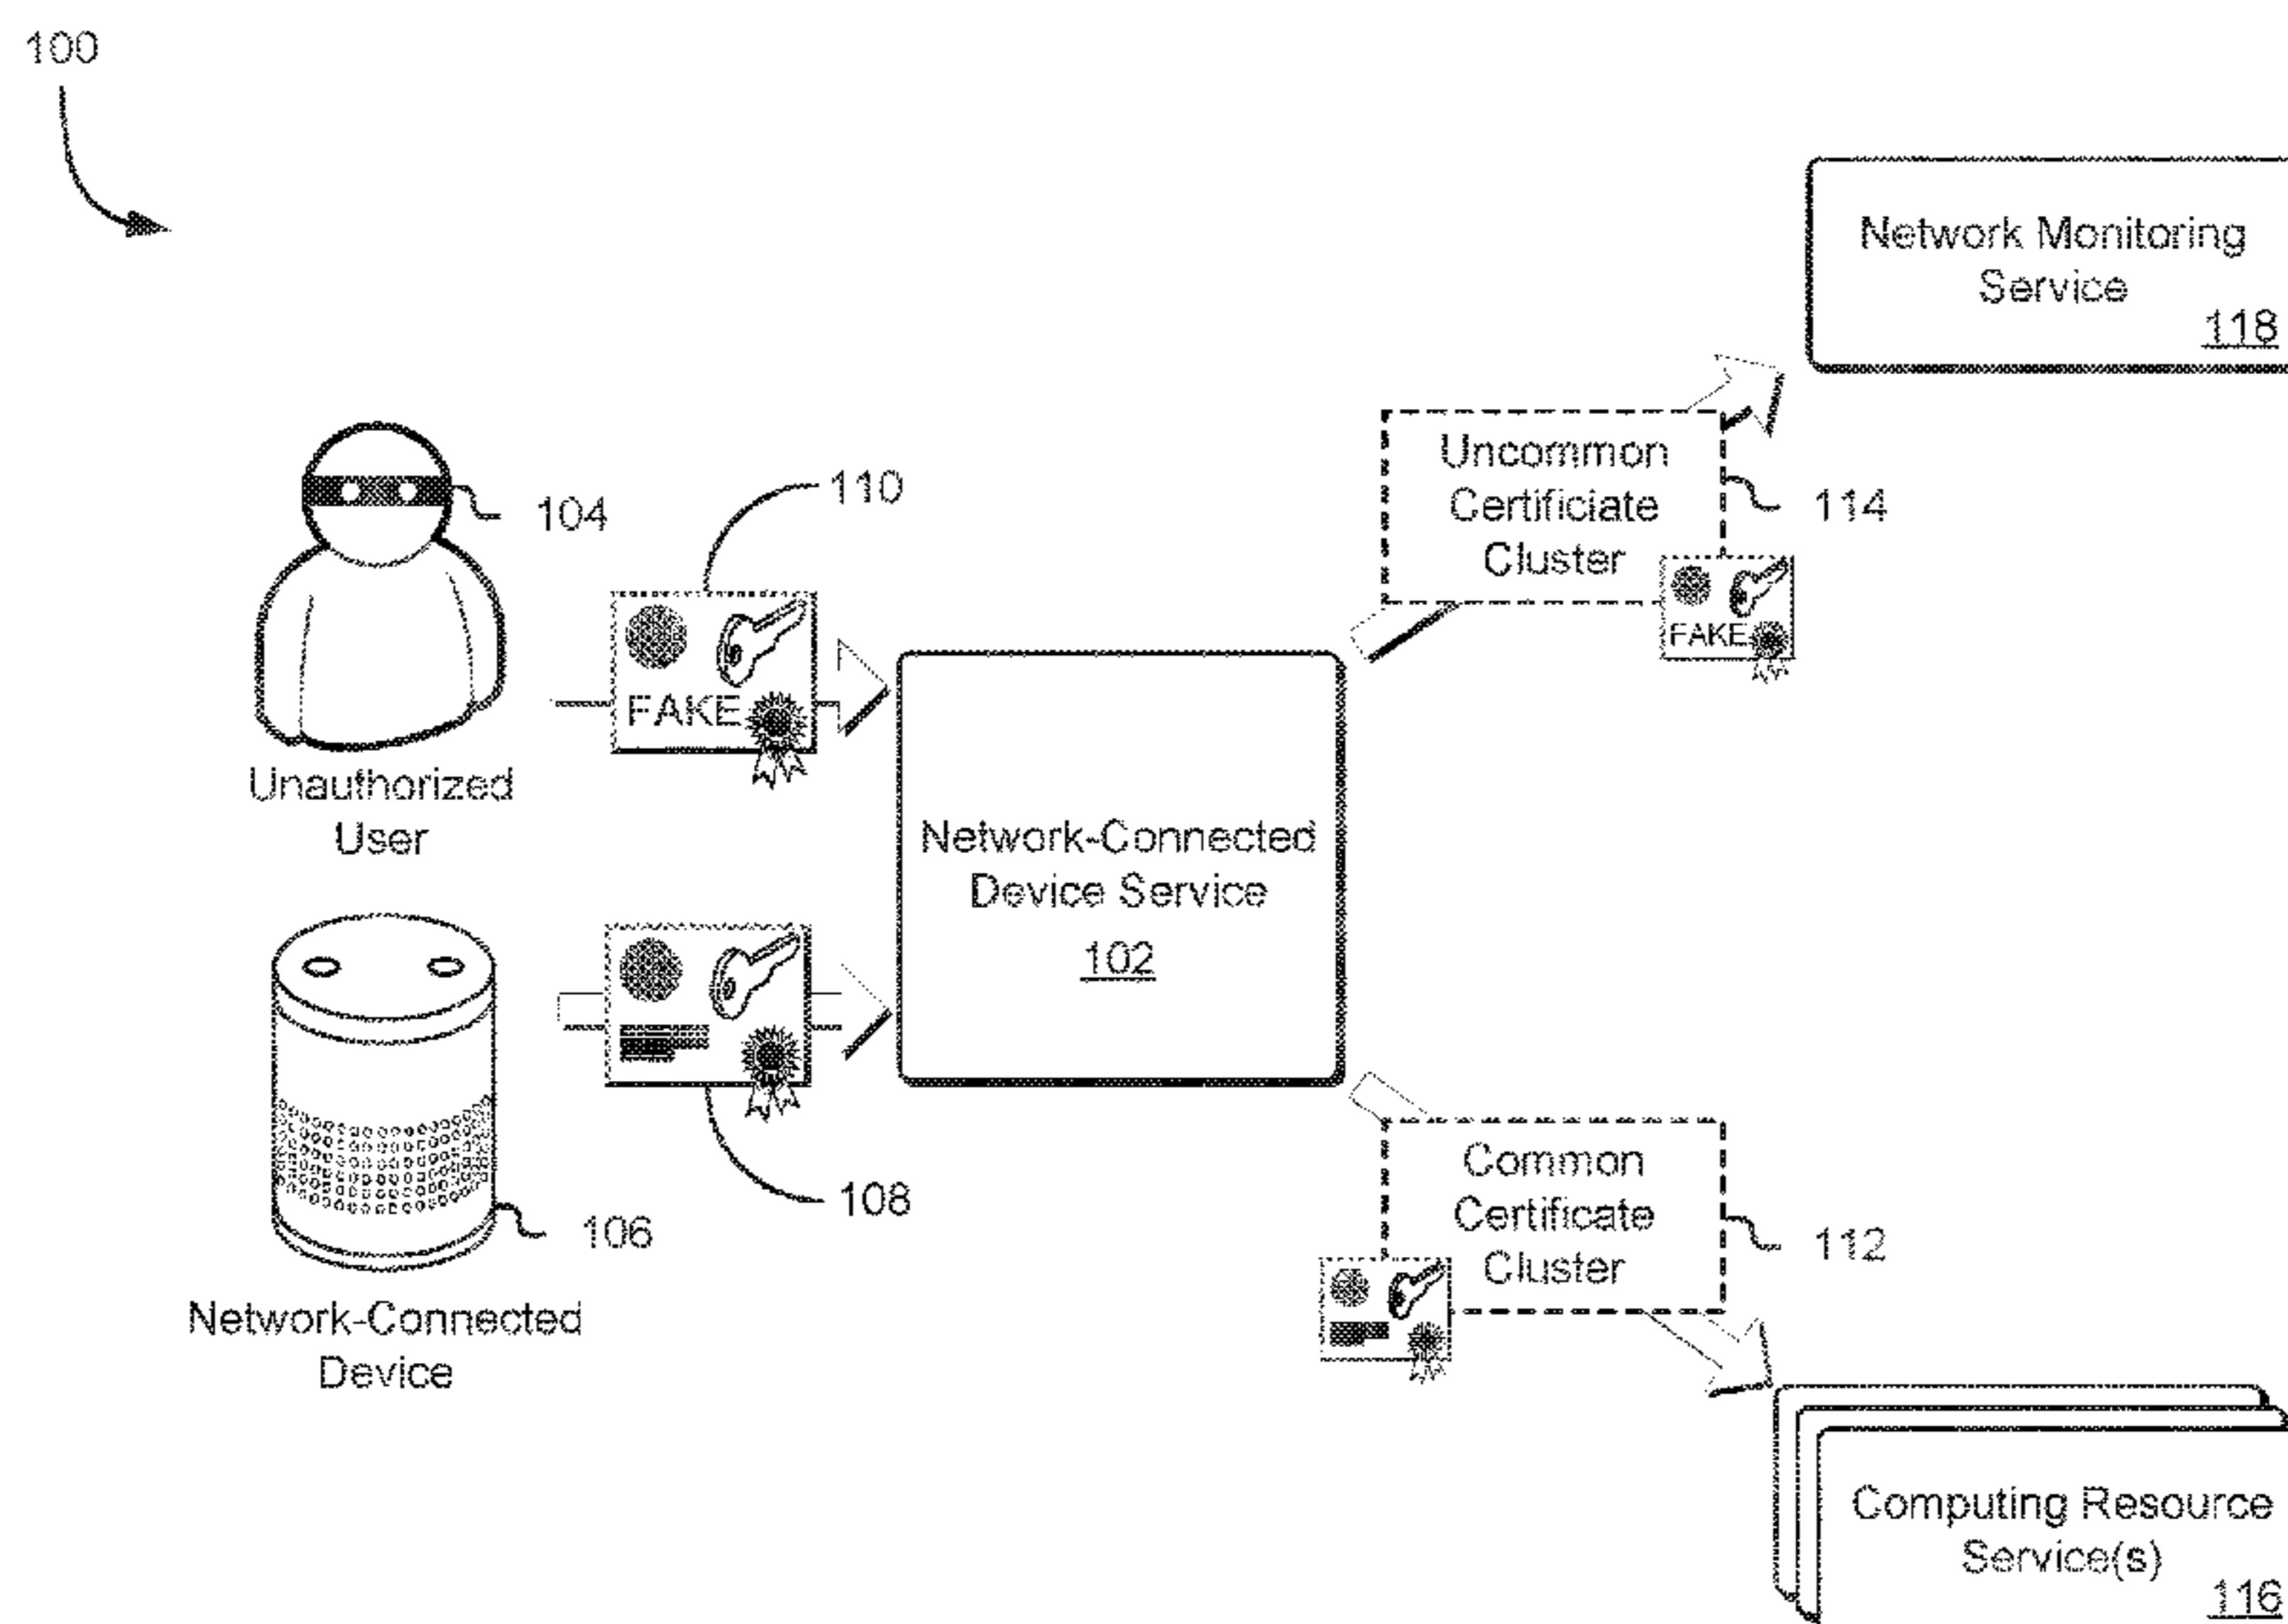 100
Network Monitoring
Service
118
Uncommon
Certificiate
Cluster
114
FAKE
104
110
FAKE
Unauthorized
User
Network-Connected
Device Service
102
108
106
Network-Connected
Device
Common
Certificate
Cluster
112
Computing Resource
Service(s)
116